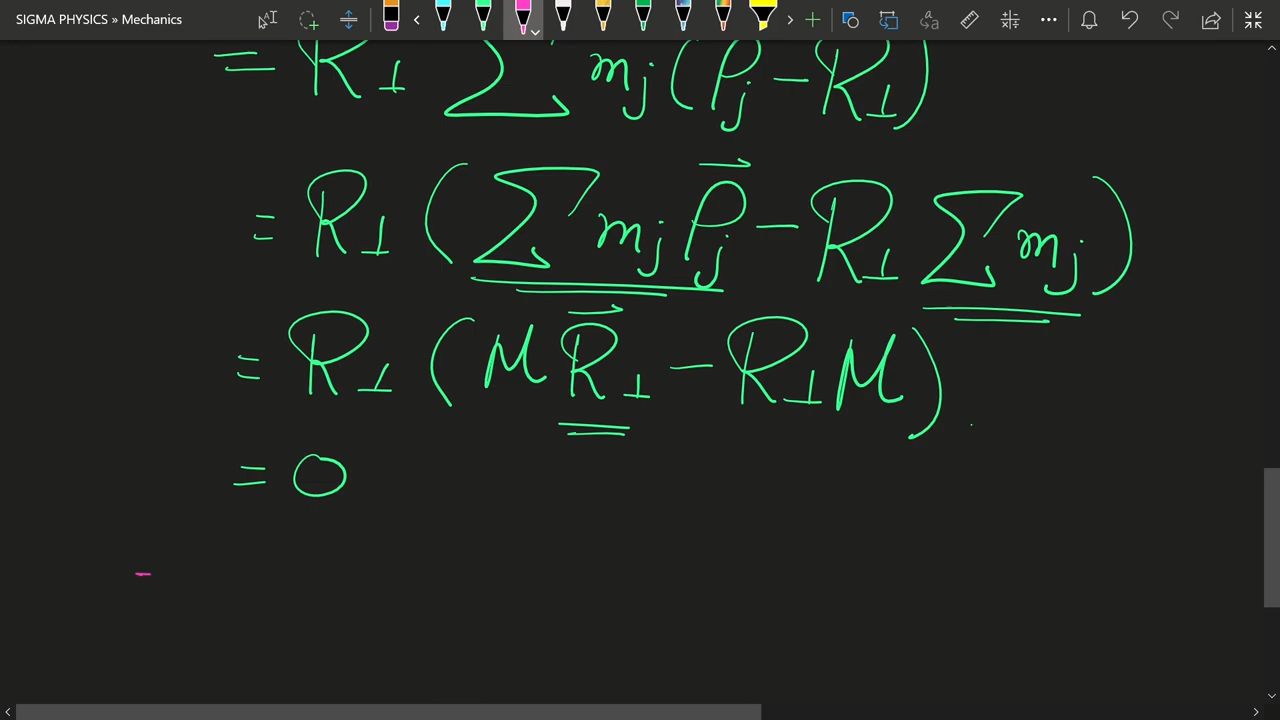 SIGMA PHYSICS » Mechanics
= R⊥ ∑ mj (ρj − R⊥)
= R⊥ ( ∑ mj ρ⃗j − R⊥ ∑ mj )
= R⊥ ( M R⃗⊥ − R⊥ M )
= 0